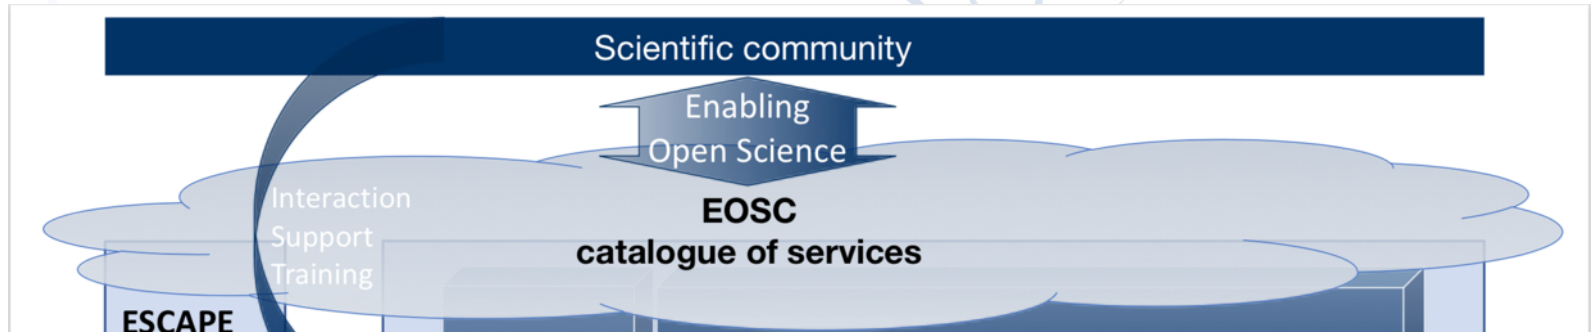 Scientific community
Enabling
Open Science
Interaction
Support
Training
EOSC
catalogue of services
ESCAPE